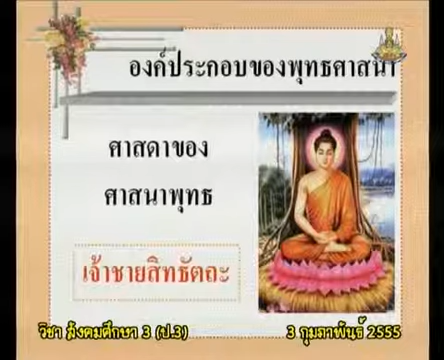 องค์ประกอบของพุทธศาสนา
ศาสดาของ
ศาสนาพุทธ
เจ้าชายสิทธัตถะ
วิชา สังคมศึกษา 3 (ป.3)
3 กุมภาพันธ์ 2555